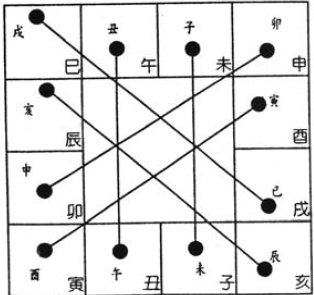 戌 丑 子 卯
巳 午 未 申
亥 寅
辰 酉
申 巳
卯 戌
酉 午 未 辰
寅 丑 子 亥